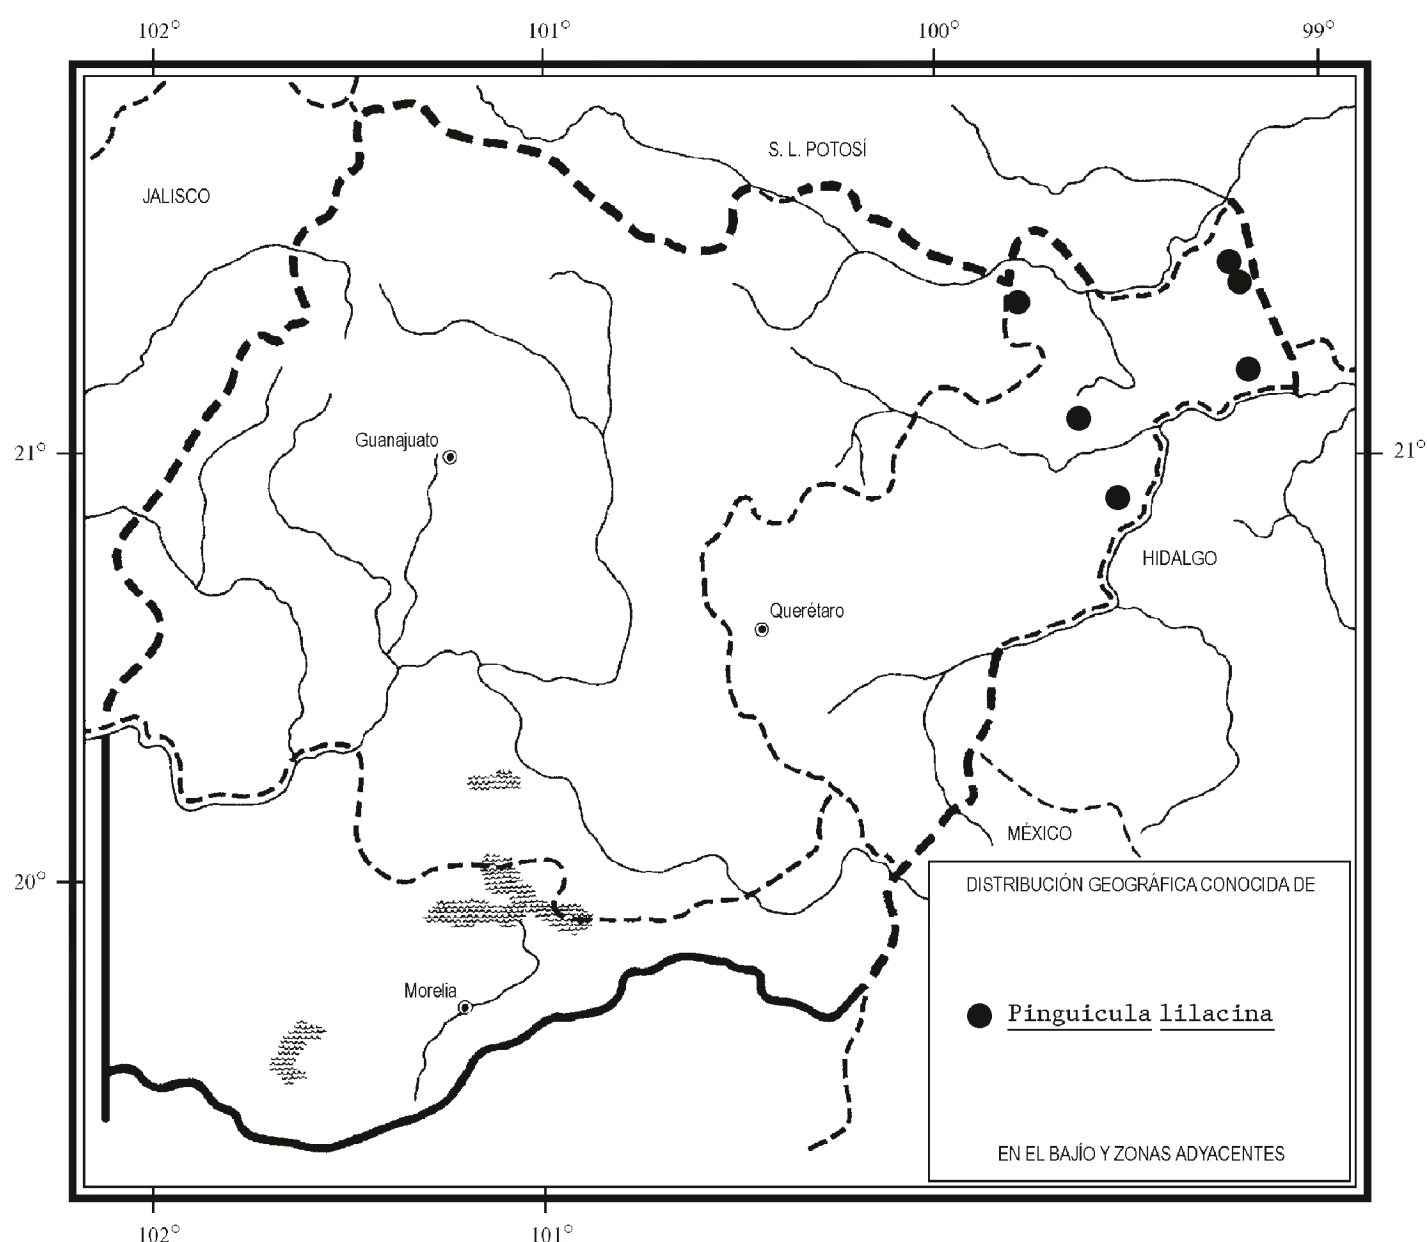 102° 101° 100° 99°
S. L. POTOSÍ
JALISCO
Guanajuato
21° 21°
HIDALGO
Querétaro
MÉXICO
20°
DISTRIBUCIÓN GEOGRÁFICA CONOCIDA DE
Morelia
Pinguicula lilacina
EN EL BAJÍO Y ZONAS ADYACENTES
102° 101°